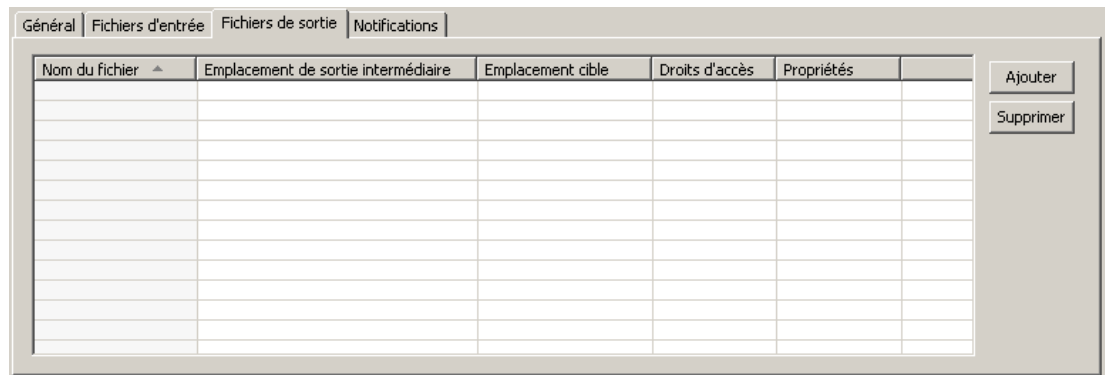 Général Fichiers d'entrée Fichiers de sortie Notifications
Nom du fichier Emplacement de sortie intermédiaire Emplacement cible Droits d'accès Propriétés
Ajouter
Supprimer